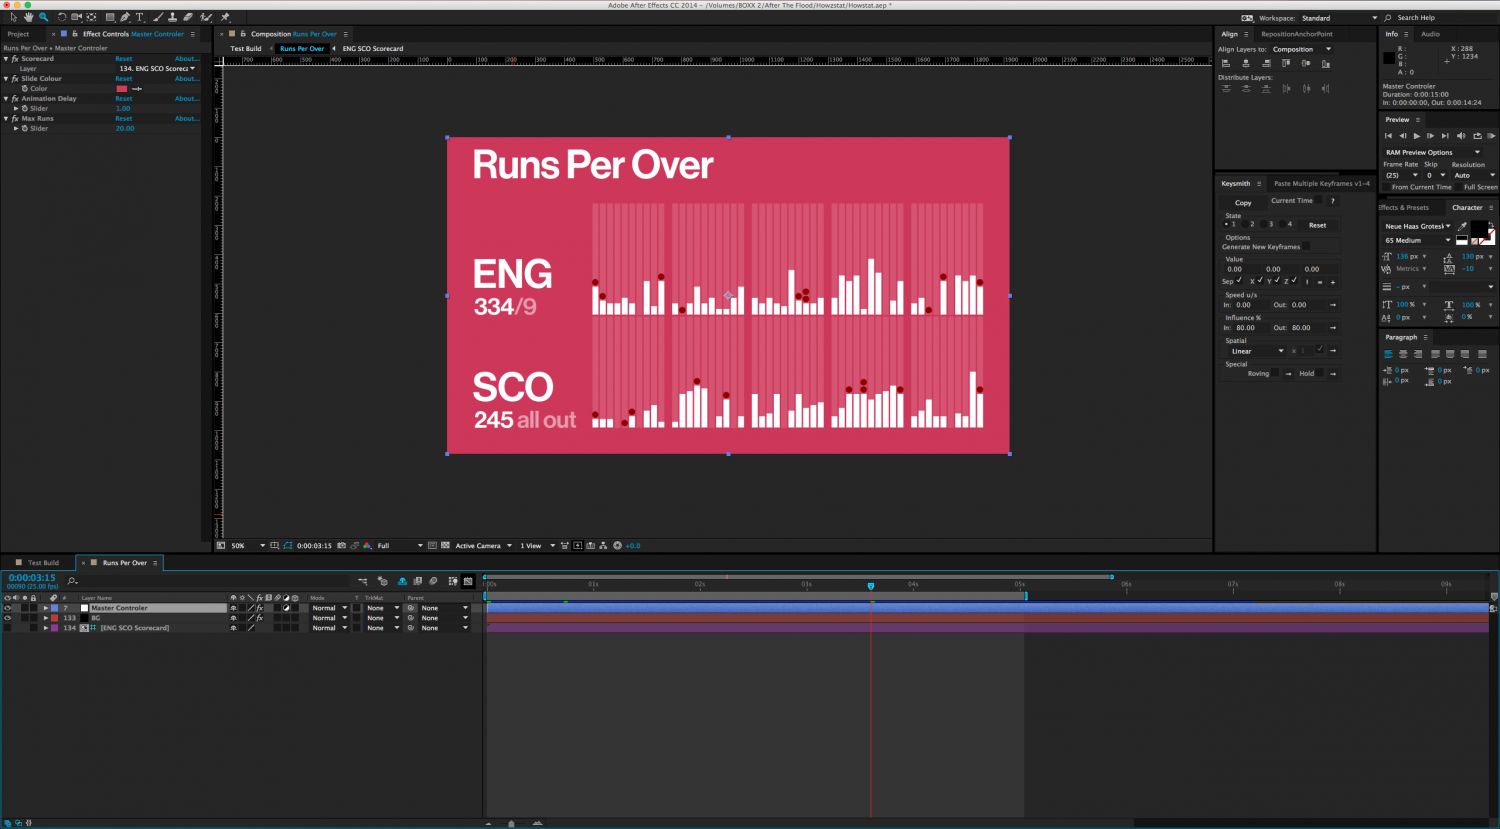 Adobe After Effects CC 2014 – /Volumes/BOXX 2/After The Flood/Howzstat/Howstat.aep *
Workspace: Standard
Search Help
Project
Effect Controls Master Controler
Runs Per Over • Master Controler
fx Scorecard Reset About...
Layer 134. ENG SCO Scorec
fx Slide Colour Reset About...
Color
fx Animation Delay Reset About...
Slider 1.00
fx Max Runs Reset About...
Slider 20.00
Composition Runs Per Over
Test Build Runs Per Over ENG SCO Scorecard
Runs Per Over
ENG
334/9
SCO
245 all out
50% 0:00:03:15 Full Active Camera 1 View +0.0
Align RepositionAnchorPoint
Align Layers to: Composition
Distribute Layers:
Keysmith Paste Multiple Keyframes v1-4
Copy Current Time ?
State
1 2 3 4 Reset
Options
Generate New Keyframes
Value
0.00 0.00 0.00
Sep X Y Z ! = +
Speed u/s
In: 0.00 Out: 0.00
Influence %
In: 80.00 Out: 80.00
Spatial
Linear x
Special
Roving Hold
Info Audio
R : X : 288
G : Y : 1234
B :
A : 0
Master Controler
Duration: 0:00:15:00
In: 0:00:00:00, Out: 0:00:14:24
Preview
RAM Preview Options
Frame Rate Skip Resolution
(25) 0 Auto
From Current Time Full Screen
Effects & Presets Character
Neue Haas Grotesk
65 Medium
136 px 130 px
Metrics -10
- px
100 % 100 %
0 px 0 %
Paragraph
0 px 0 px 0 px
0 px 0 px
Test Build Runs Per Over
0:00:03:15
00090 (25.00 fps)
# Layer Name Mode T TrkMat Parent
7 Master Controler Normal None None
133 BG Normal None None
134 [ENG SCO Scorecard] Normal None None
:00s 01s 02s 03s 04s 05s 06s 07s 08s 09s